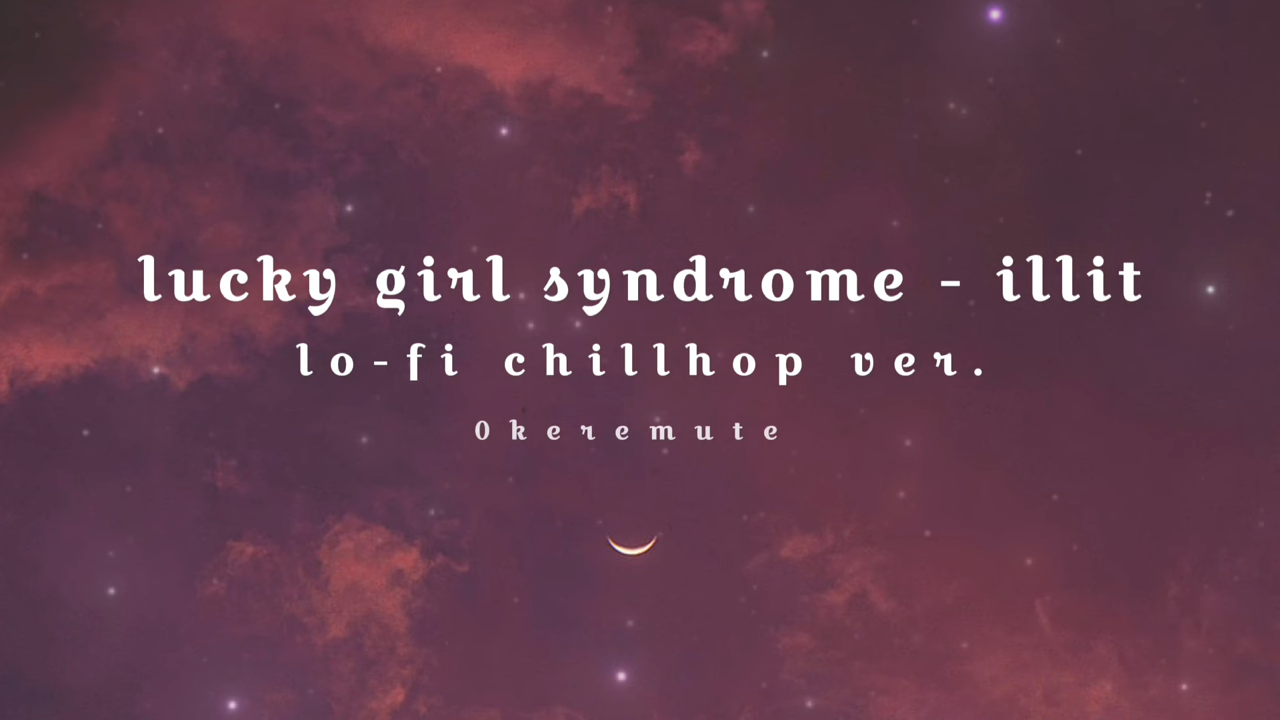 lucky girl syndrome - illit
lo-fi chillhop ver.
0keremute